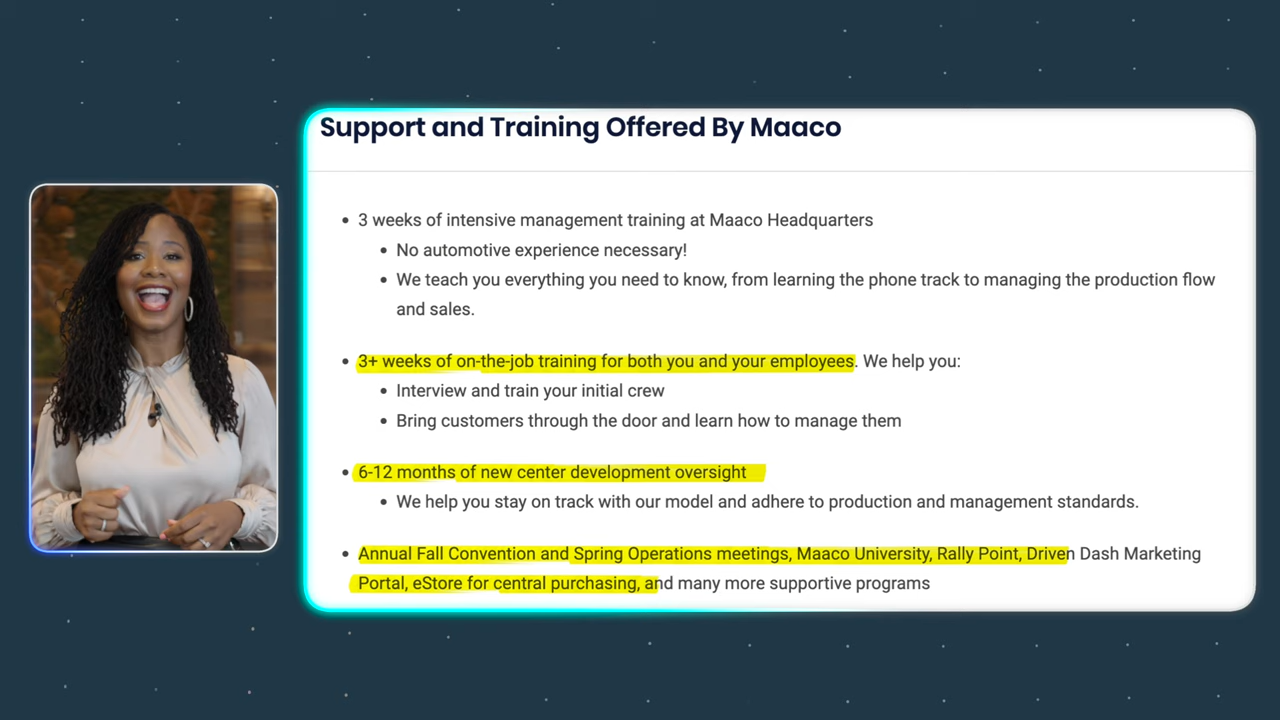 Support and Training Offered By Maaco
3 weeks of intensive management training at Maaco Headquarters
No automotive experience necessary!
We teach you everything you need to know, from learning the phone track to managing the production flow
and sales.
3+ weeks of on-the-job training for both you and your employees. We help you:
Interview and train your initial crew
Bring customers through the door and learn how to manage them
6-12 months of new center development oversight
We help you stay on track with our model and adhere to production and management standards.
Annual Fall Convention and Spring Operations meetings, Maaco University, Rally Point, Driven Dash Marketing
Portal, eStore for central purchasing, and many more supportive programs